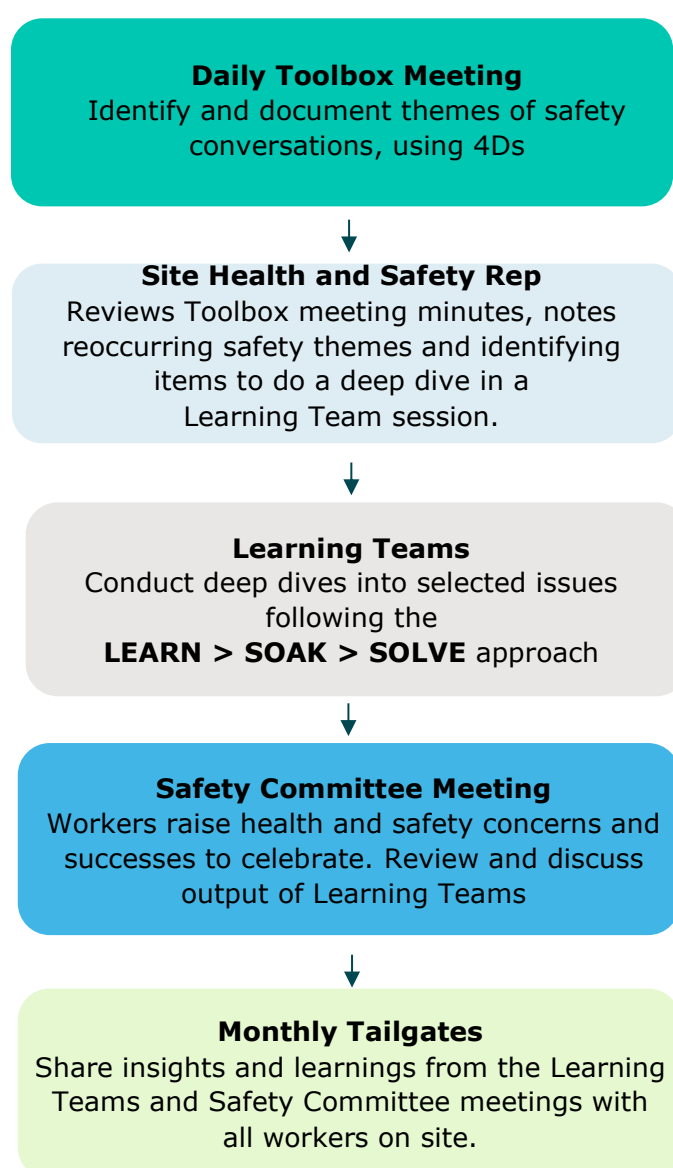 Daily Toolbox Meeting
Identify and document themes of safety
conversations, using 4Ds
Site Health and Safety Rep
Reviews Toolbox meeting minutes, notes
reoccurring safety themes and identifying
items to do a deep dive in a
Learning Team session.
Learning Teams
Conduct deep dives into selected issues
following the
LEARN > SOAK > SOLVE approach
Safety Committee Meeting
Workers raise health and safety concerns and
successes to celebrate. Review and discuss
output of Learning Teams
Monthly Tailgates
Share insights and learnings from the Learning
Teams and Safety Committee meetings with
all workers on site.